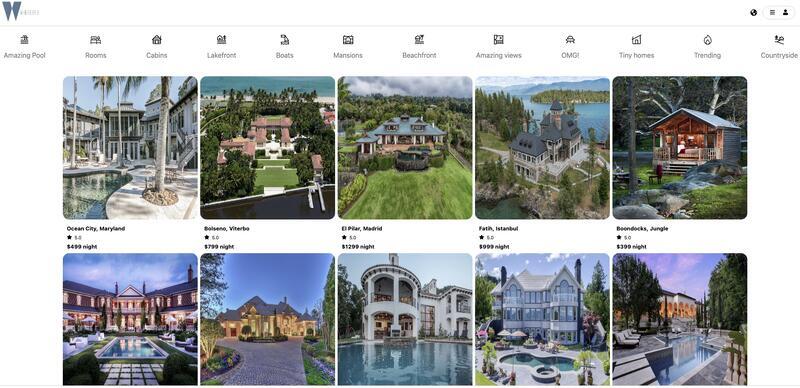 W
Amazing Pool
Rooms
Cabins
Lakefront
Boats
Mansions
Beachfront
Amazing views
OMG!
Tiny homes
Trending
Countryside
Ocean City, Maryland
5.0
$499 night
Bolseno, Viterbo
5.0
$799 night
El Pilar, Madrid
5.0
$1299 night
Fatih, Istanbul
5.0
$999 night
Boondocks, Jungle
5.0
$399 night